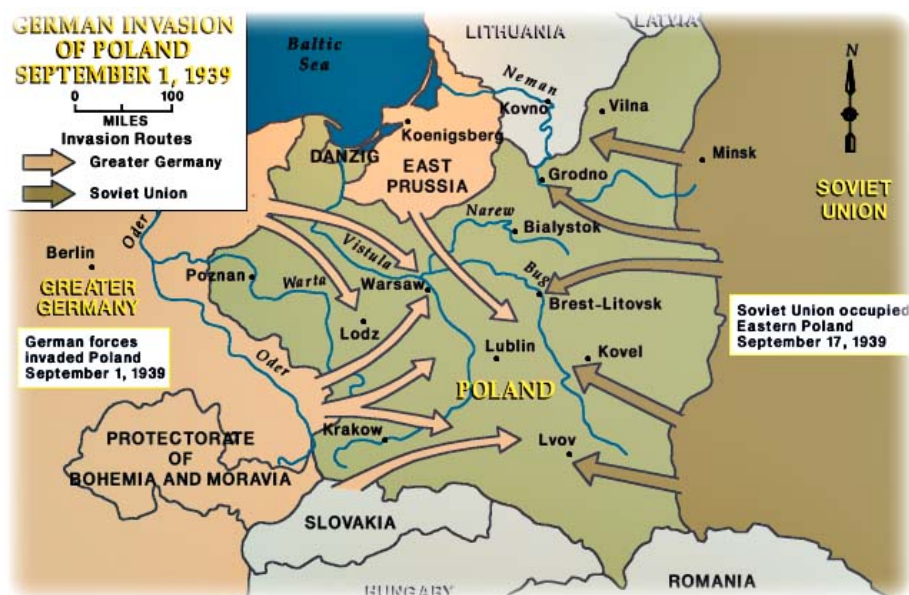 GERMAN INVASION
OF POLAND
SEPTEMBER 1, 1939
0 100
MILES
Invasion Routes
Greater Germany
Soviet Union
Baltic
Sea
LITHUANIA
LATVIA
Neman
Kovno
Vilna
N
Koenigsberg
DANZIG
EAST
PRUSSIA
Minsk
Grodno
SOVIET
UNION
Oder
Narew
Bialystok
Berlin
GREATER
GERMANY
Poznan
Warta
Vistula
Warsaw
Bug
Brest-Litovsk
Soviet Union occupied
Eastern Poland
September 17, 1939
German forces
invaded Poland
September 1, 1939
Lodz
Oder
Lublin
Kovel
POLAND
PROTECTORATE
OF
BOHEMIA AND MORAVIA
Krakow
Lvov
SLOVAKIA
HUNGARY
ROMANIA